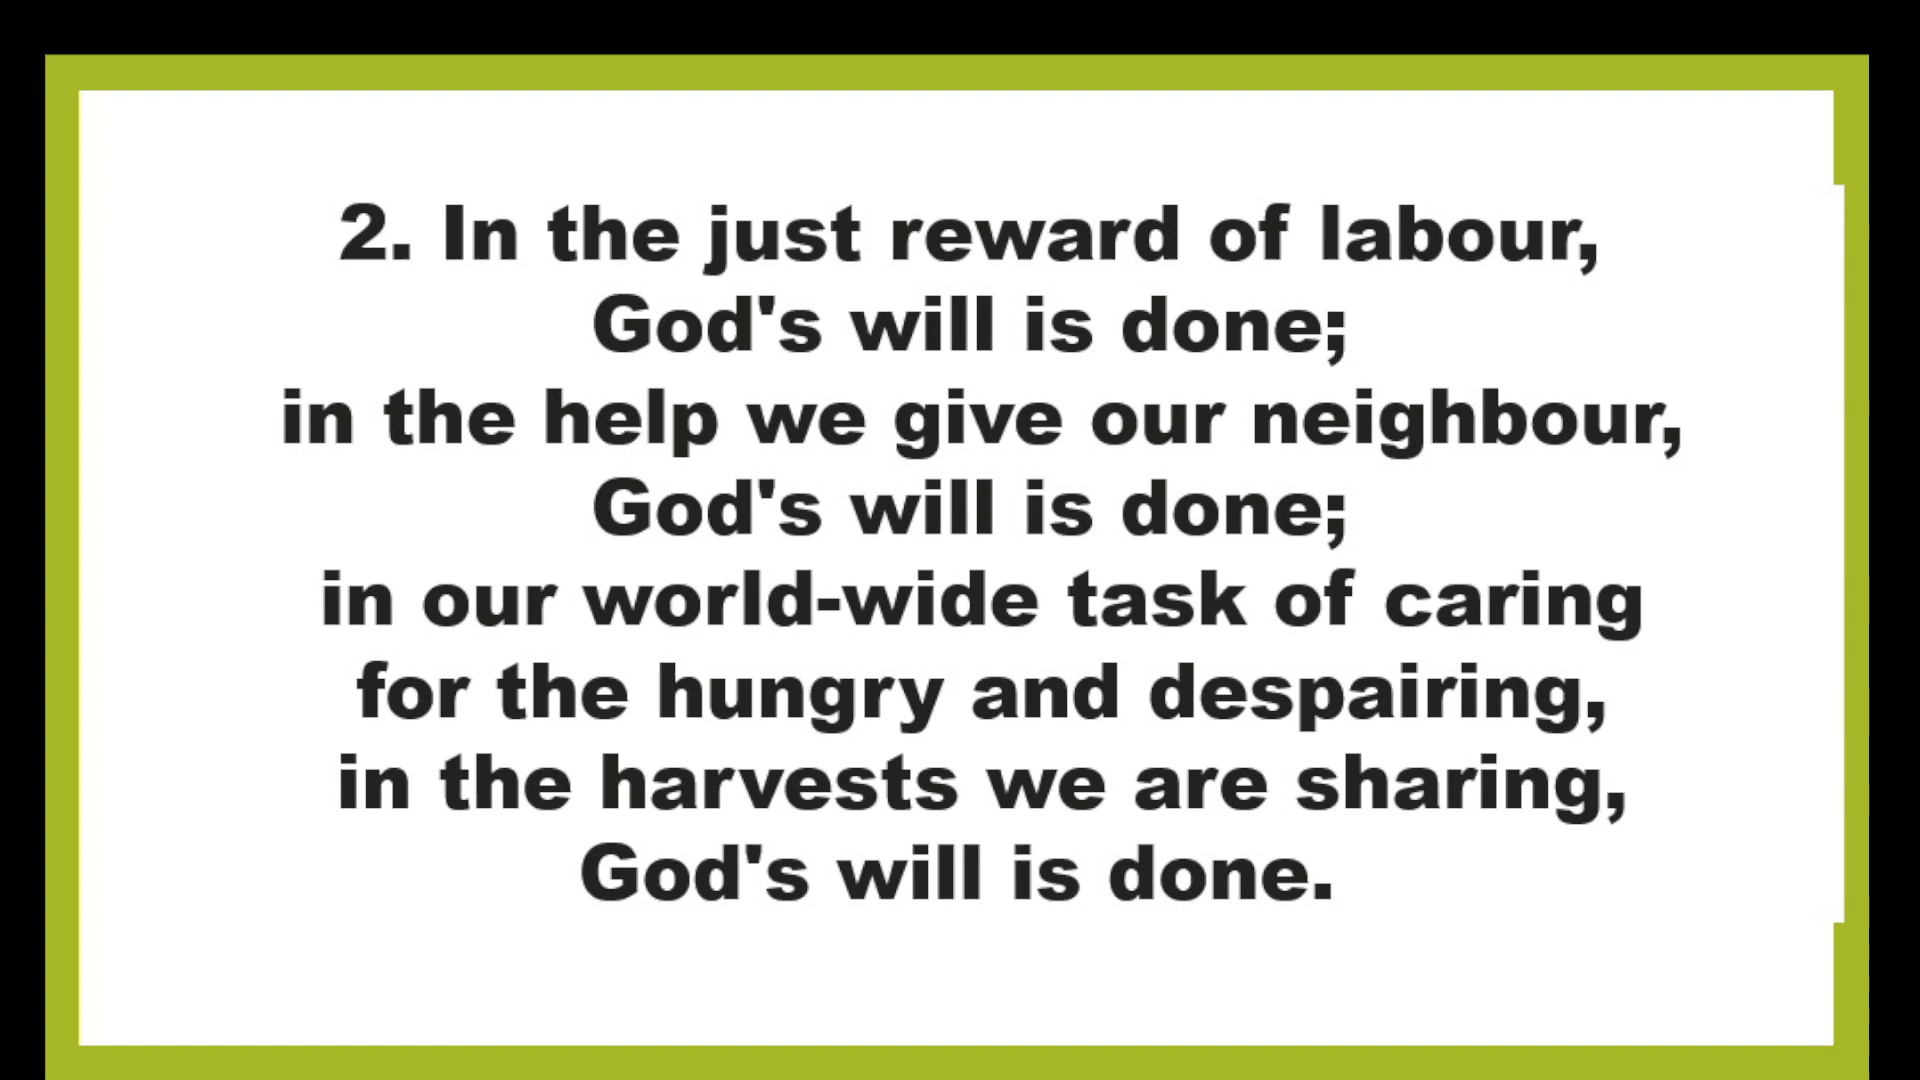 2. In the just reward of labour,
God's will is done;
in the help we give our neighbour,
God's will is done;
in our world-wide task of caring
for the hungry and despairing,
in the harvests we are sharing,
God's will is done.